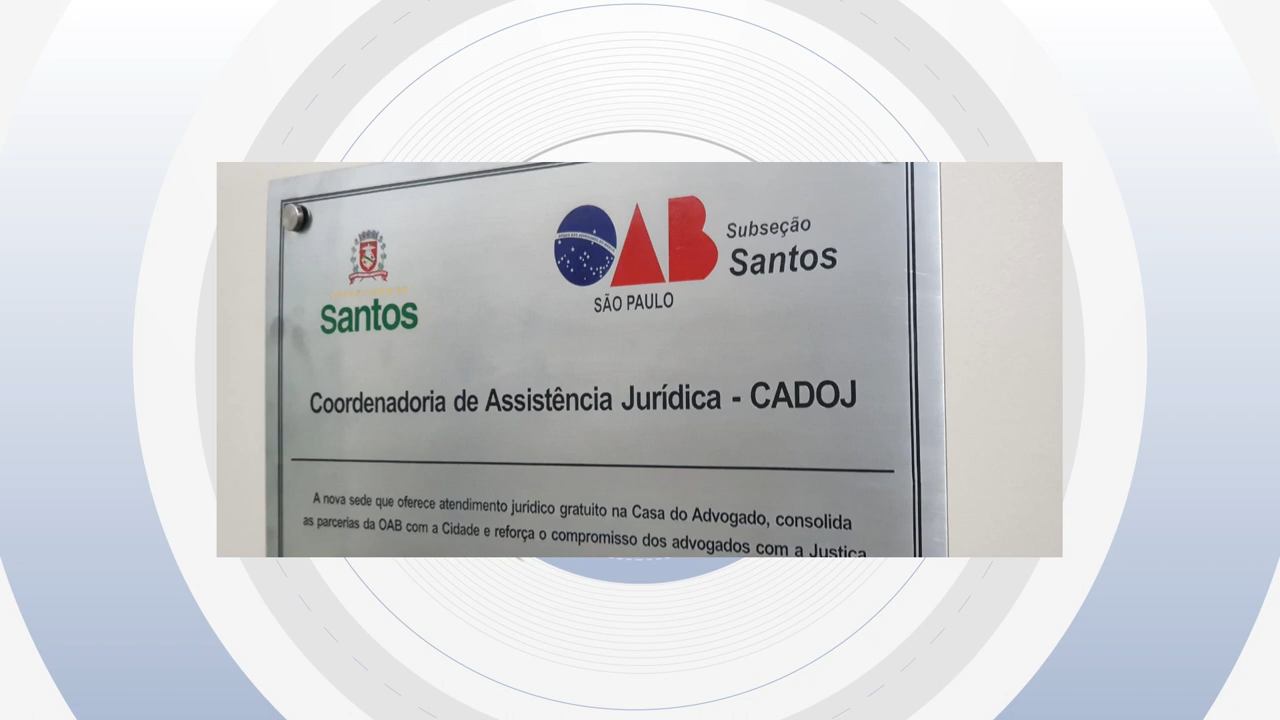 Santos
OAB
Subseção
Santos
SÃO PAULO
Coordenadoria de Assistência Jurídica - CADOJ
A nova sede que oferece atendimento jurídico gratuito na Casa do Advogado, consolida
as parcerias da OAB com a Cidade e reforça o compromisso dos advogados com a Justiça